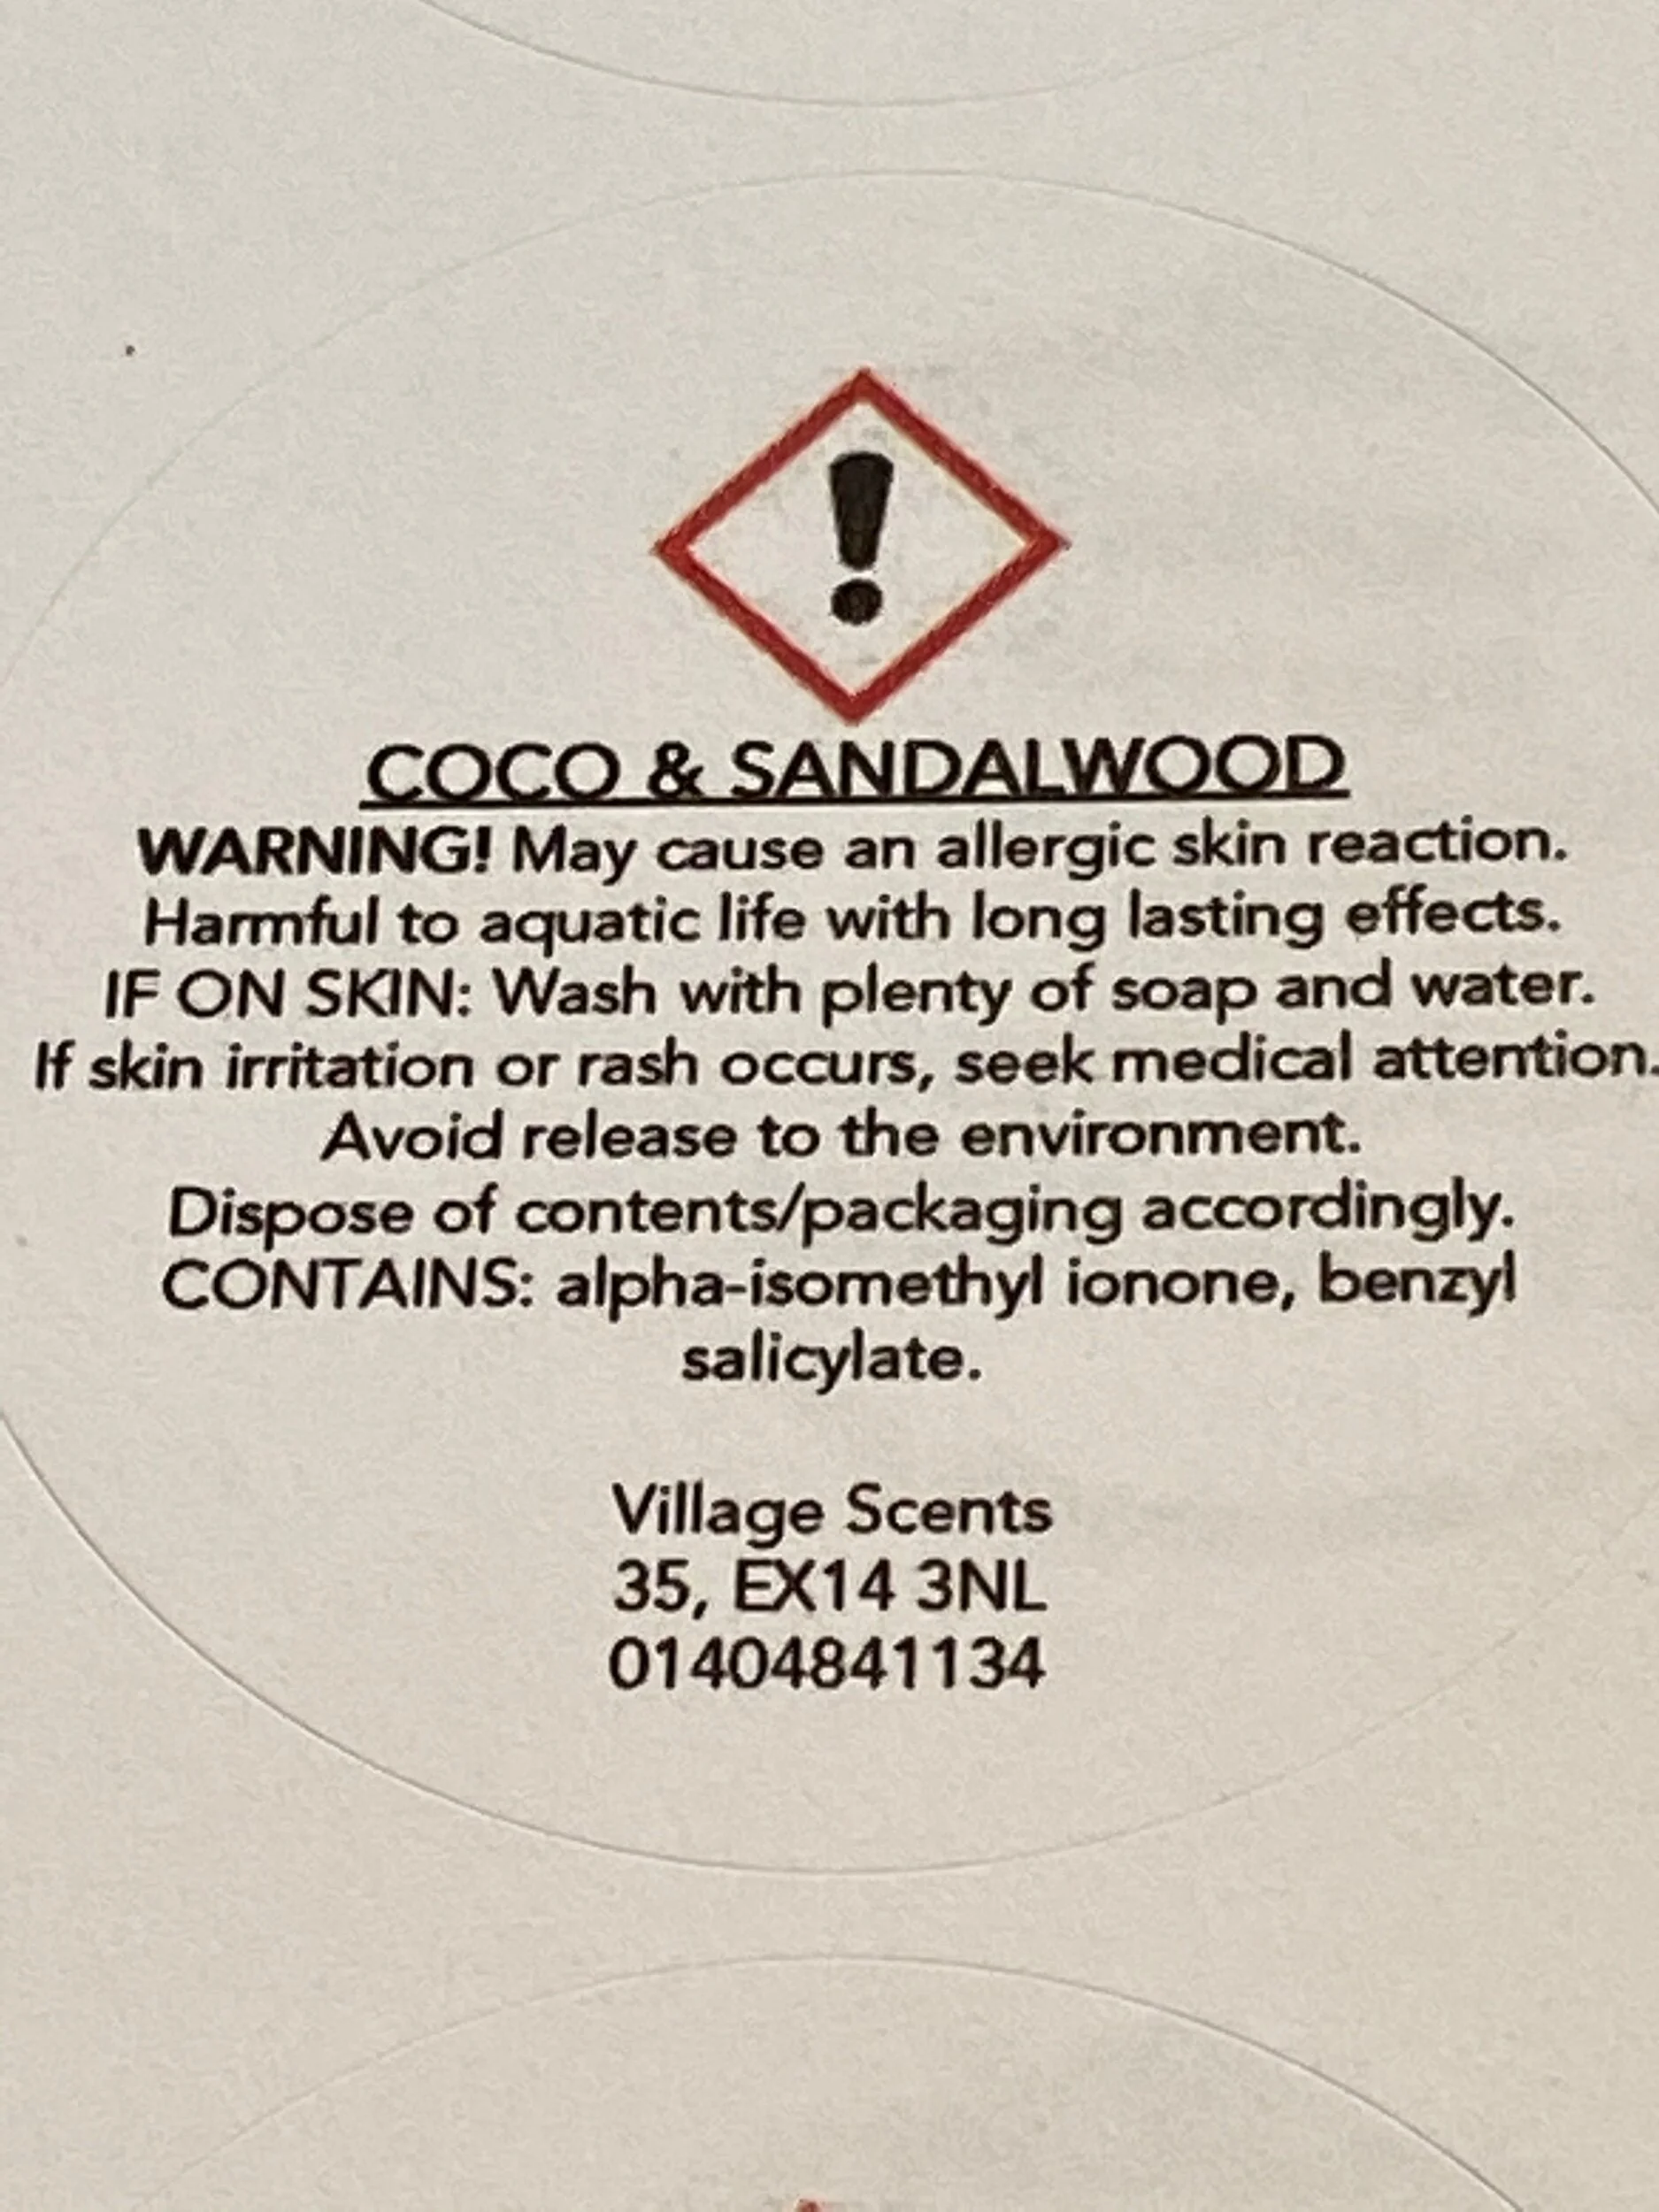 !
COCO & SANDALWOOD
WARNING! May cause an allergic skin reaction.
Harmful to aquatic life with long lasting effects.
IF ON SKIN: Wash with plenty of soap and water.
If skin irritation or rash occurs, seek medical attention.
Avoid release to the environment.
Dispose of contents/packaging accordingly.
CONTAINS: alpha-isomethyl ionone, benzyl
salicylate.
Village Scents
35, EX14 3NL
01404841134